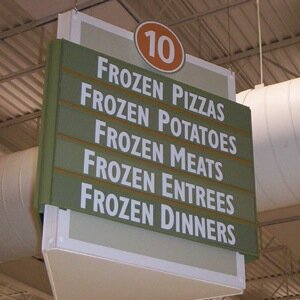 10
Frozen Pizzas
Frozen Potatoes
Frozen Meats
Frozen Entrees
Frozen Dinners